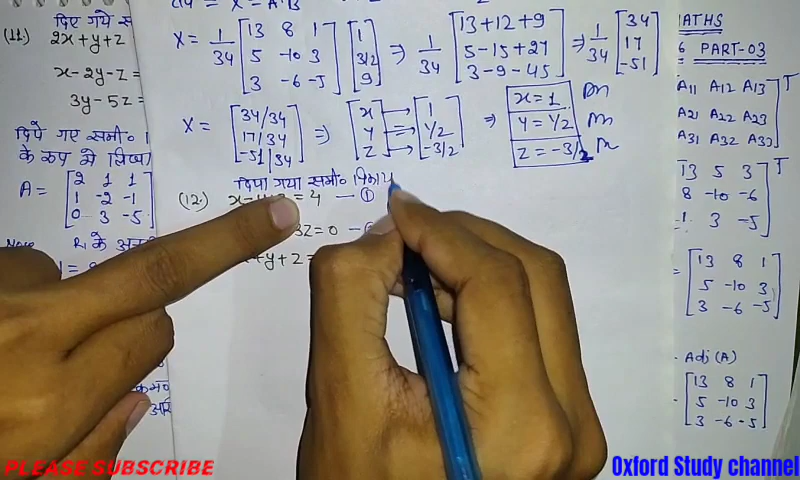 दिए गये स
(11.) 2x+y+z
x-2y-z=
3y-5z=
दिये गए समी० 1
के रूप में लिखा
A = [2 1 1
1 -2 -1
0 3 -5]
X = 1/34 [13 8 1 [1 => 1/34 [13+12+9 => 1/34 [34
5 -10 3 3/2 5-15+27 17
3 -6 -5] 9] 3-9-45] -51]
X = [34/34 => [x → [1 => x=1
17/34 y → 1/2 y=1/2
-51/34] z] → -3/2] z=-3/2
दिया गया समी० निकाय
(12.) = 4 — ①
3z=0 —
+y+z=
MATHS
PART-03
A11 A12 A13]T
A21 A22 A23
A31 A32 A33
13 5 3]T
8 -10 -6
1 3 -5
= [13 8 1
5 -10 3
3 -6 -5]
Adj (A)
[13 8 1
5 -10 3
3 -6 -5]
PLEASE SUBSCRIBE
Oxford Study channel